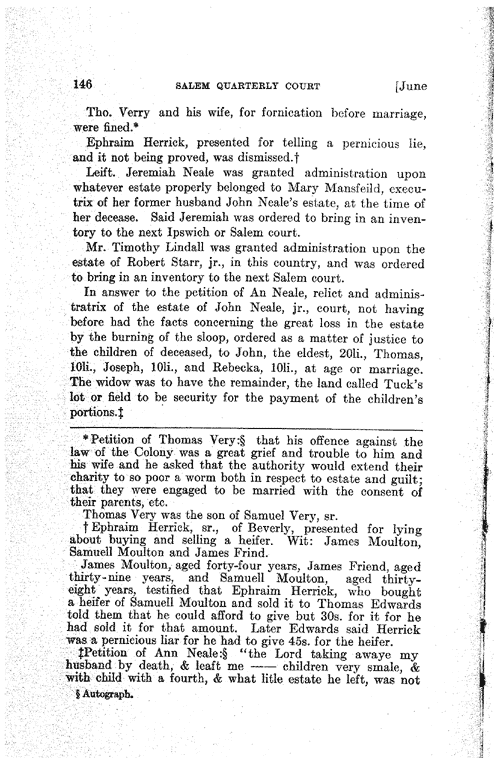 146 SALEM QUARTERLY COURT [June
Tho. Verry and his wife, for fornication before marriage,
were fined.*
Ephraim Herrick, presented for telling a pernicious lie,
and it not being proved, was dismissed.†
Leift. Jeremiah Neale was granted administration upon
whatever estate properly belonged to Mary Mansfeild, execu-
trix of her former husband John Neale's estate, at the time of
her decease. Said Jeremiah was ordered to bring in an inven-
tory to the next Ipswich or Salem court.
Mr. Timothy Lindall was granted administration upon the
estate of Robert Starr, jr., in this country, and was ordered
to bring in an inventory to the next Salem court.
In answer to the petition of An Neale, relict and adminis-
tratrix of the estate of John Neale, jr., court, not having
before had the facts concerning the great loss in the estate
by the burning of the sloop, ordered as a matter of justice to
the children of deceased, to John, the eldest, 20li., Thomas,
10li., Joseph, 10li., and Rebecka, 10li., at age or marriage.
The widow was to have the remainder, the land called Tuck's
lot or field to be security for the payment of the children's
portions.‡
*Petition of Thomas Very:§ that his offence against the
law of the Colony was a great grief and trouble to him and
his wife and he asked that the authority would extend their
charity to so poor a worm both in respect to estate and guilt;
that they were engaged to be married with the consent of
their parents, etc.
Thomas Very was the son of Samuel Very, sr.
† Ephraim Herrick, sr., of Beverly, presented for lying
about buying and selling a heifer. Wit: James Moulton,
Samuell Moulton and James Frind.
James Moulton, aged forty-four years, James Friend, aged
thirty-nine years, and Samuell Moulton, aged thirty-
eight years, testified that Ephraim Herrick, who bought
a heifer of Samuell Moulton and sold it to Thomas Edwards
told them that he could afford to give but 30s. for it for he
had sold it for that amount. Later Edwards said Herrick
was a pernicious liar for he had to give 45s. for the heifer.
‡Petition of Ann Neale:§ "the Lord taking awaye my
husband by death, & leaft me —— children very smale, &
with child with a fourth, & what litle estate he left, was not
§ Autograph.